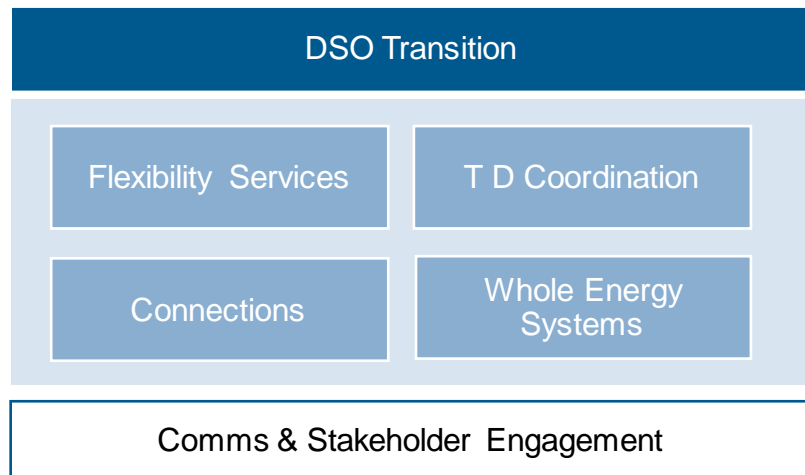 DSO Transition
Flexibility Services
T D Coordination
Connections
Whole Energy
Systems
Comms & Stakeholder Engagement